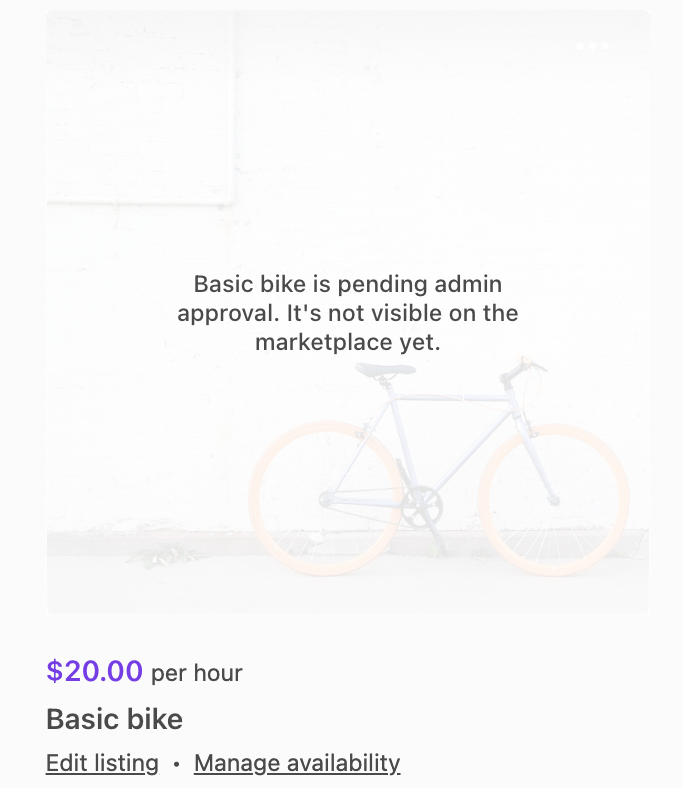 Basic bike is pending admin
approval. It's not visible on the
marketplace yet.
$20.00 per hour
Basic bike
Edit listing • Manage availability